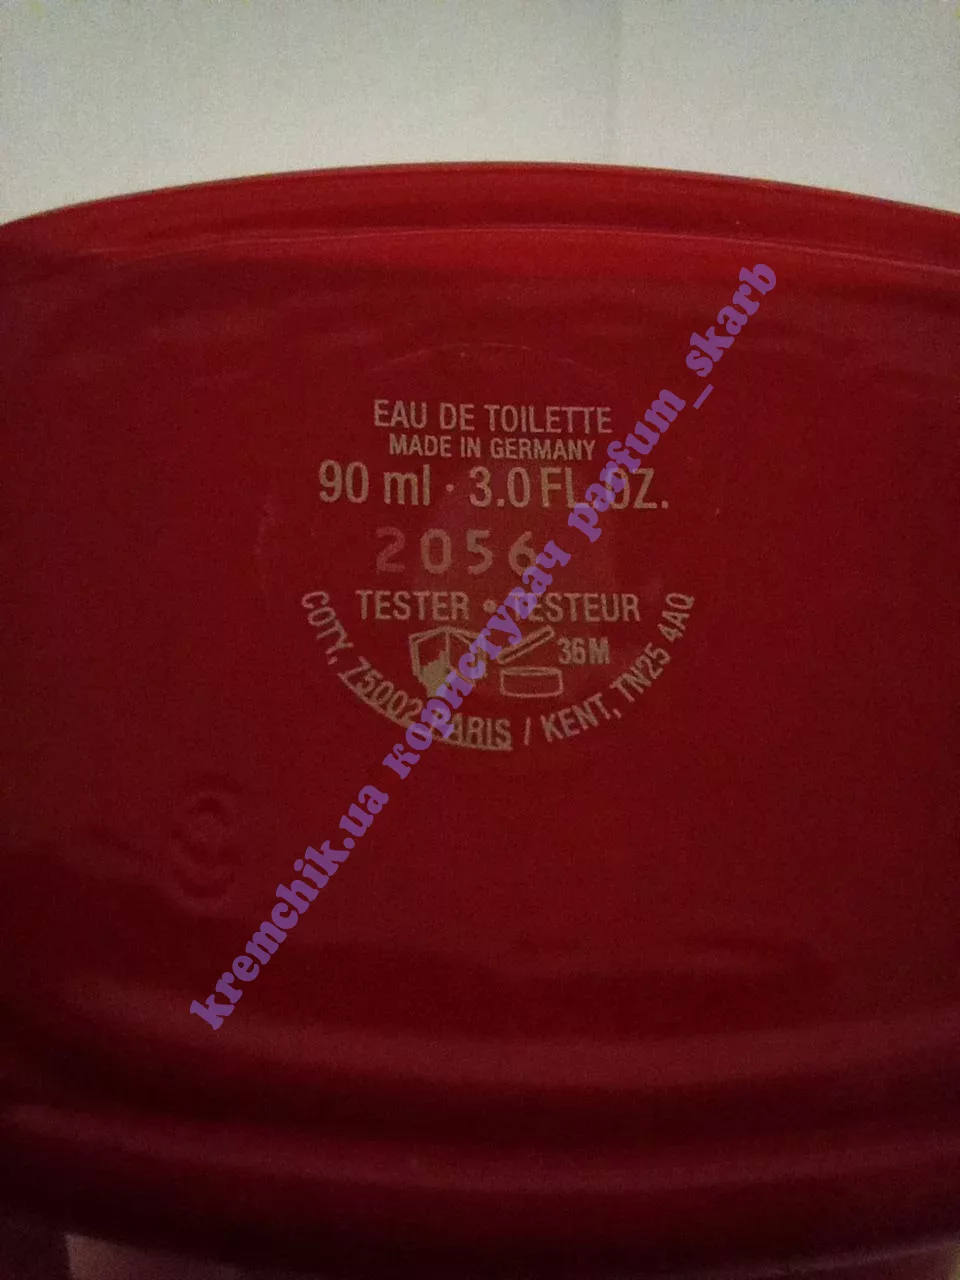 EAU DE TOILETTE
MADE IN GERMANY
90 ml · 3.0 FL. OZ.
2056
TESTER • TESTEUR
36M
COTY, 75002 PARIS / KENT, TN25 4AQ
kremchik.ua користувач parfum_skarb